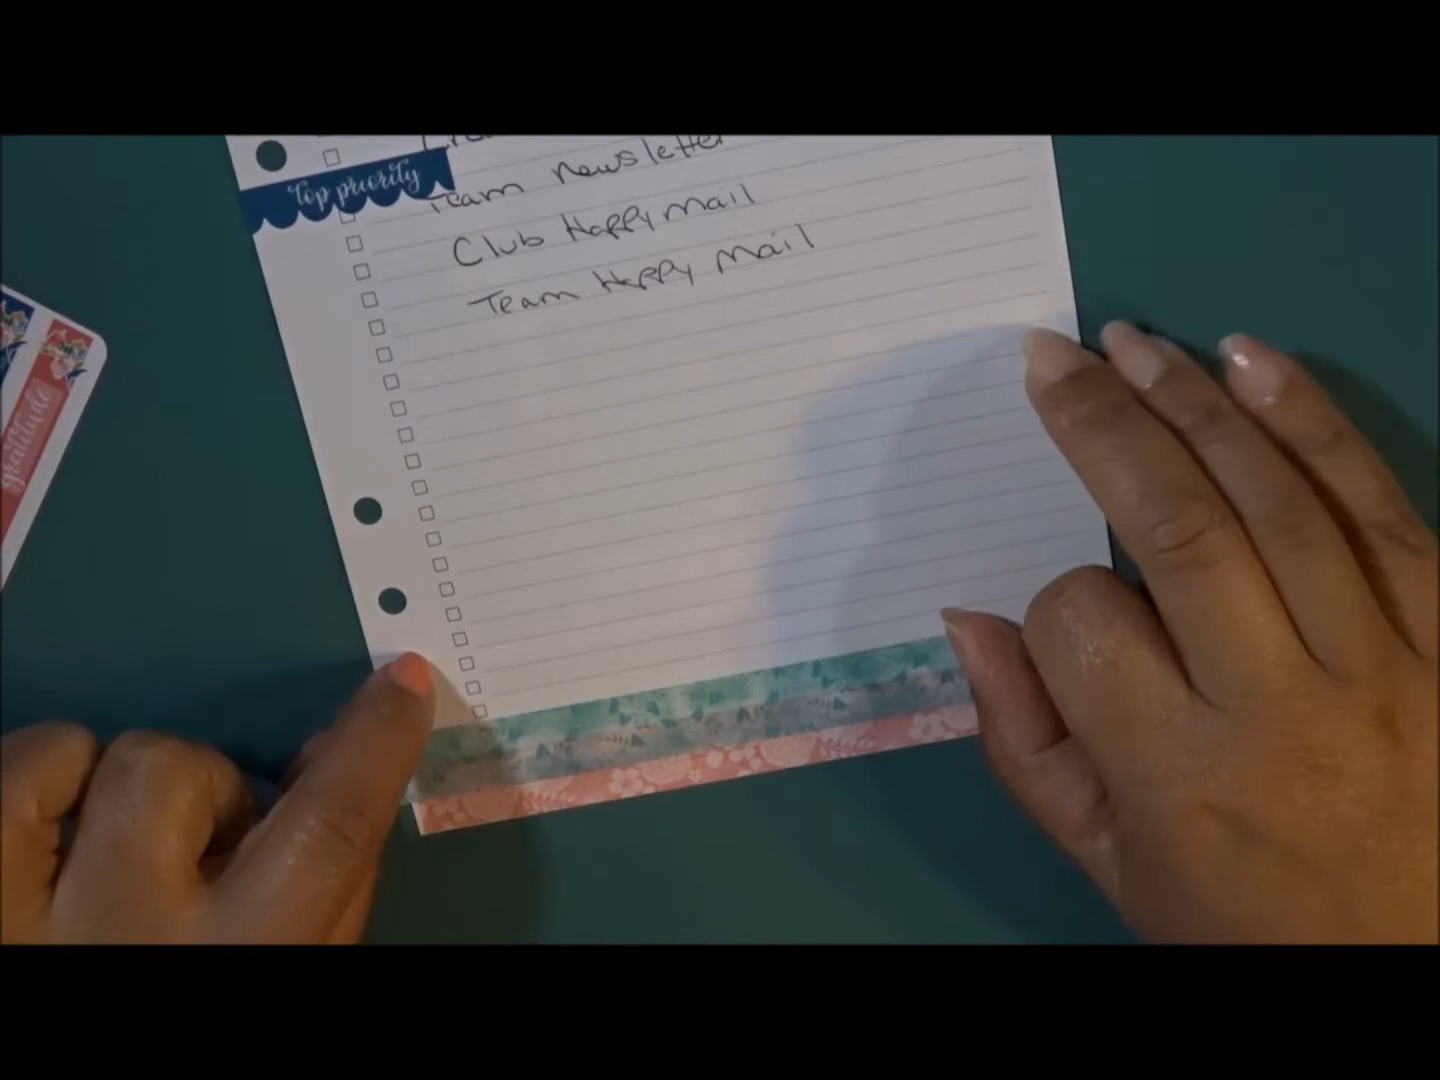 top priority
Team newsletter
Club Happy mail
Team Happy Mail
gratitude